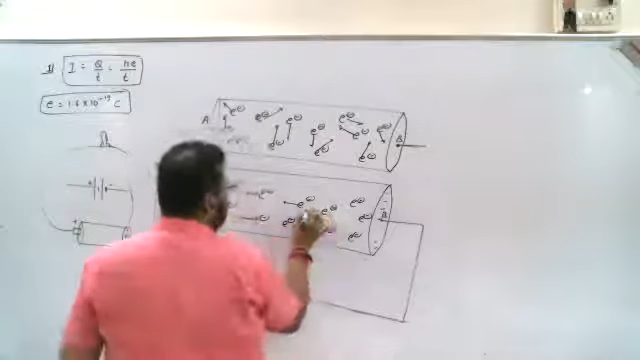 1) I = Q/t = ne/t
e = 1.6 × 10⁻¹⁹ C
A e⊖ e⊖ e⊖ e⊖ e⊖ e⊖ e⊖ e⊖ e⊖ B
e⊖ e⊖ e⊖ e⊖
e⊖ e⊖ e⊖ B
e⊖